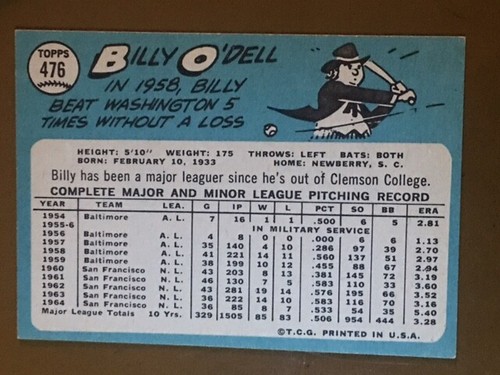 TOPPS
476
BILLY O'DELL
IN 1958, BILLY
BEAT WASHINGTON 5
TIMES WITHOUT A LOSS
HEIGHT: 5'10" WEIGHT: 175 THROWS: LEFT BATS: BOTH
BORN: FEBRUARY 10, 1933 HOME: NEWBERRY, S. C.
Billy has been a major leaguer since he's out of Clemson College.
COMPLETE MAJOR AND MINOR LEAGUE PITCHING RECORD
YEAR TEAM LEA. G IP W L PCT SO BB ERA
1954 Baltimore A. L. 7 16 1 1 .500 6 5 2.81
1955-6 IN MILITARY SERVICE
1956 Baltimore A. L. 4 8 0 0 .000 6 6 1.13
1957 Baltimore A. L. 35 140 4 10 .286 97 39 2.70
1958 Baltimore A. L. 41 221 14 11 .560 137 51 2.97
1959 Baltimore A. L. 38 199 10 12 .455 88 67 2.94
1960 San Francisco N. L. 43 203 8 13 .381 145 72 3.19
1961 San Francisco N. L. 46 130 7 5 .583 110 33 3.60
1962 San Francisco N. L. 43 281 19 14 .576 195 66 3.52
1963 San Francisco N. L. 36 222 14 10 .583 116 70 3.16
1964 San Francisco N. L. 36 85 8 7 .533 54 35 5.40
Major League Totals 10 Yrs. 329 1505 85 83 .506 954 444 3.28
©T.C.G. PRINTED IN U.S.A.